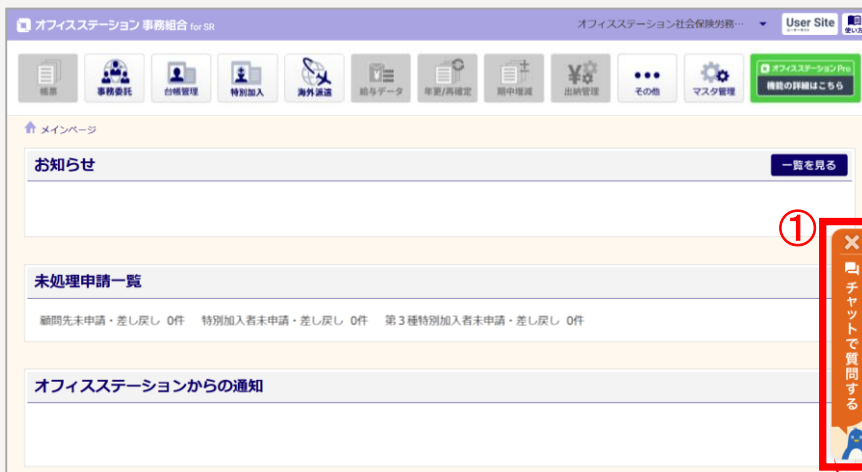 オフィスステーション 事務組合 for SR
オフィスステーション社会保険労務…
User Site
使い方
帳票
事務委託
台帳管理
特別加入
海外派遣
給与データ
年更/再確定
期中増減
出納管理
その他
マスタ管理
オフィスステーション Pro
機能の詳細はこちら
メインページ
お知らせ
一覧を見る
①
未処理申請一覧
顧問先未申請・差し戻し 0件 特別加入者未申請・差し戻し 0件 第3種特別加入者未申請・差し戻し 0件
チャットで質問する
オフィスステーションからの通知